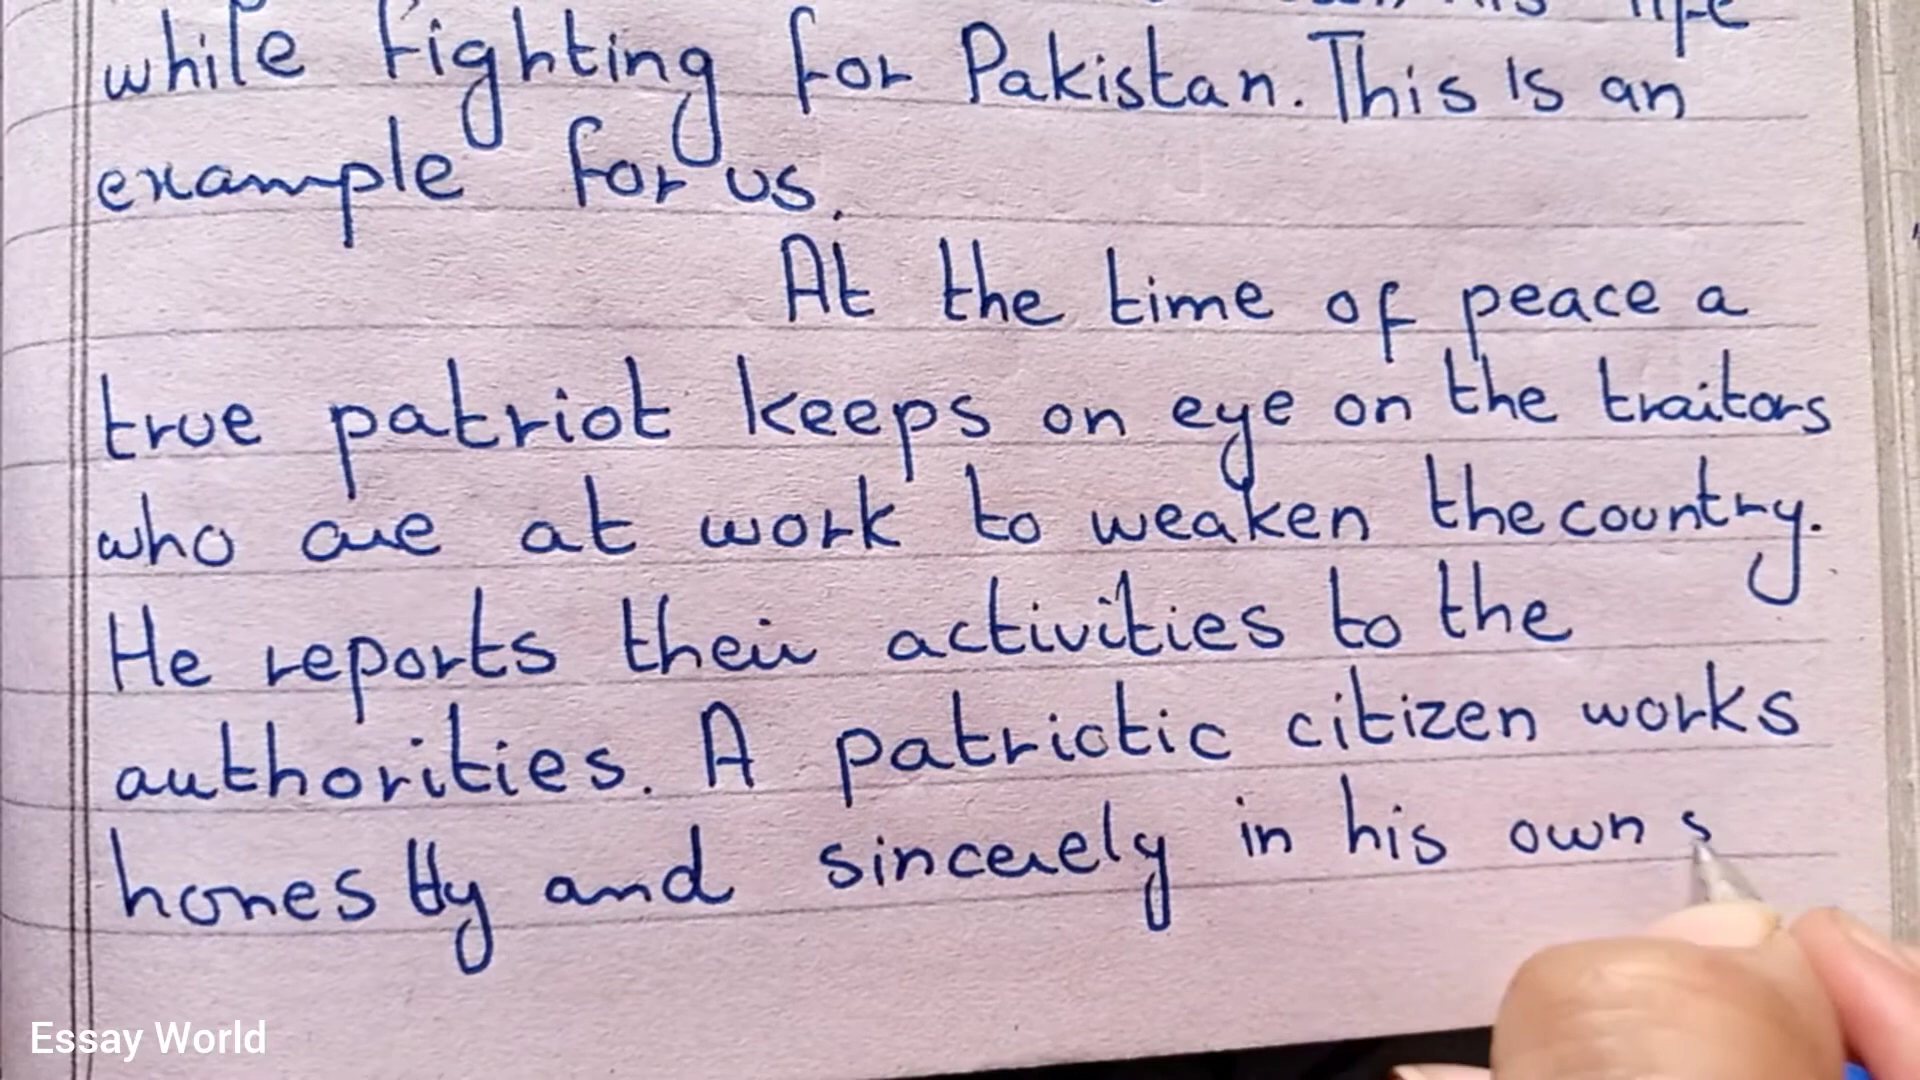 his life
while fighting for Pakistan. This is an
example for us.
At the time of peace a
true patriot keeps on eye on the traitors
who are at work to weaken the country.
He reports their activities to the
authorities. A patriotic citizen works
honestly and sincerely in his own s
Essay World